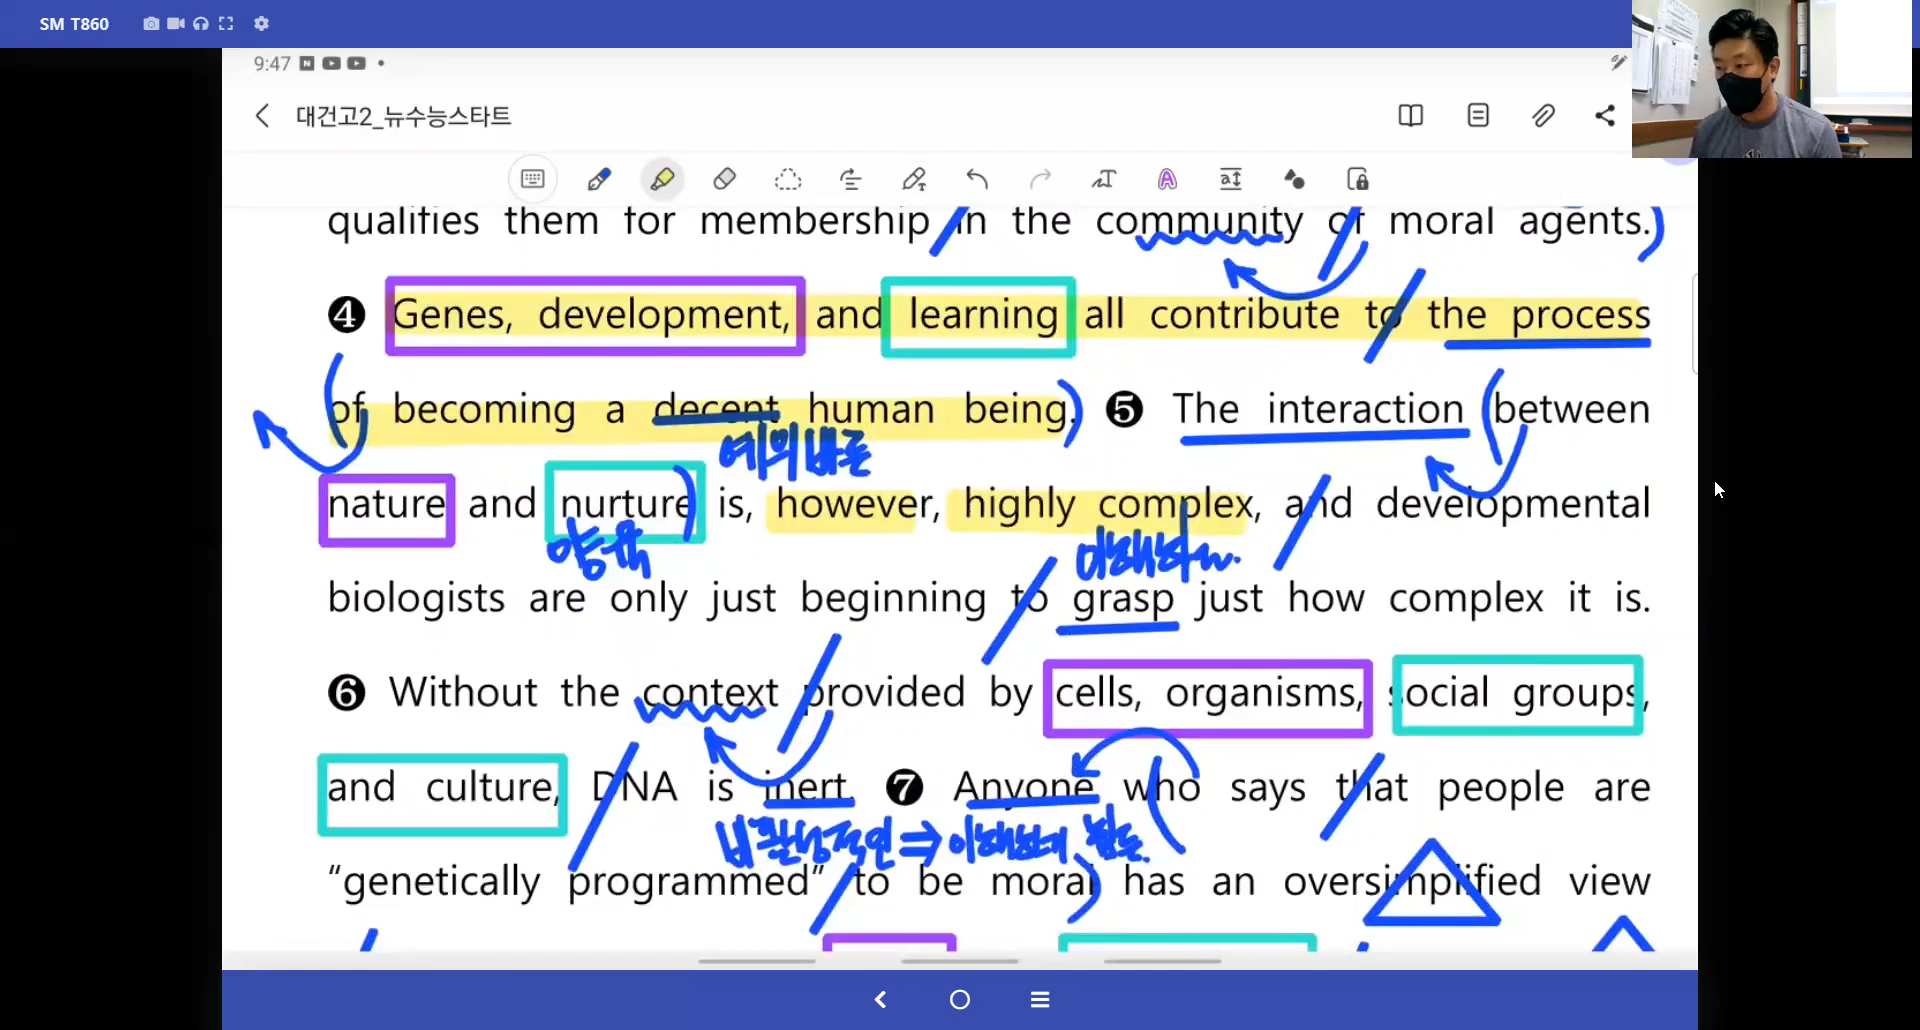 SM T860
9:47
대건고2_뉴수능스타트
qualifies them for membership in the community of moral agents.)
❹ Genes, development, and learning all contribute to the process
of becoming a decent human being. ❺ The interaction between
예의바른
nature and nurture is, however, highly complex, and developmental
양육
이해하다.
biologists are only just beginning to grasp just how complex it is.
❻ Without the context provided by cells, organisms, social groups,
and culture, DNA is inert. ❼ Anyone who says that people are
비활성적인 ⇒
"genetically programmed" to be moral has an oversimplified view